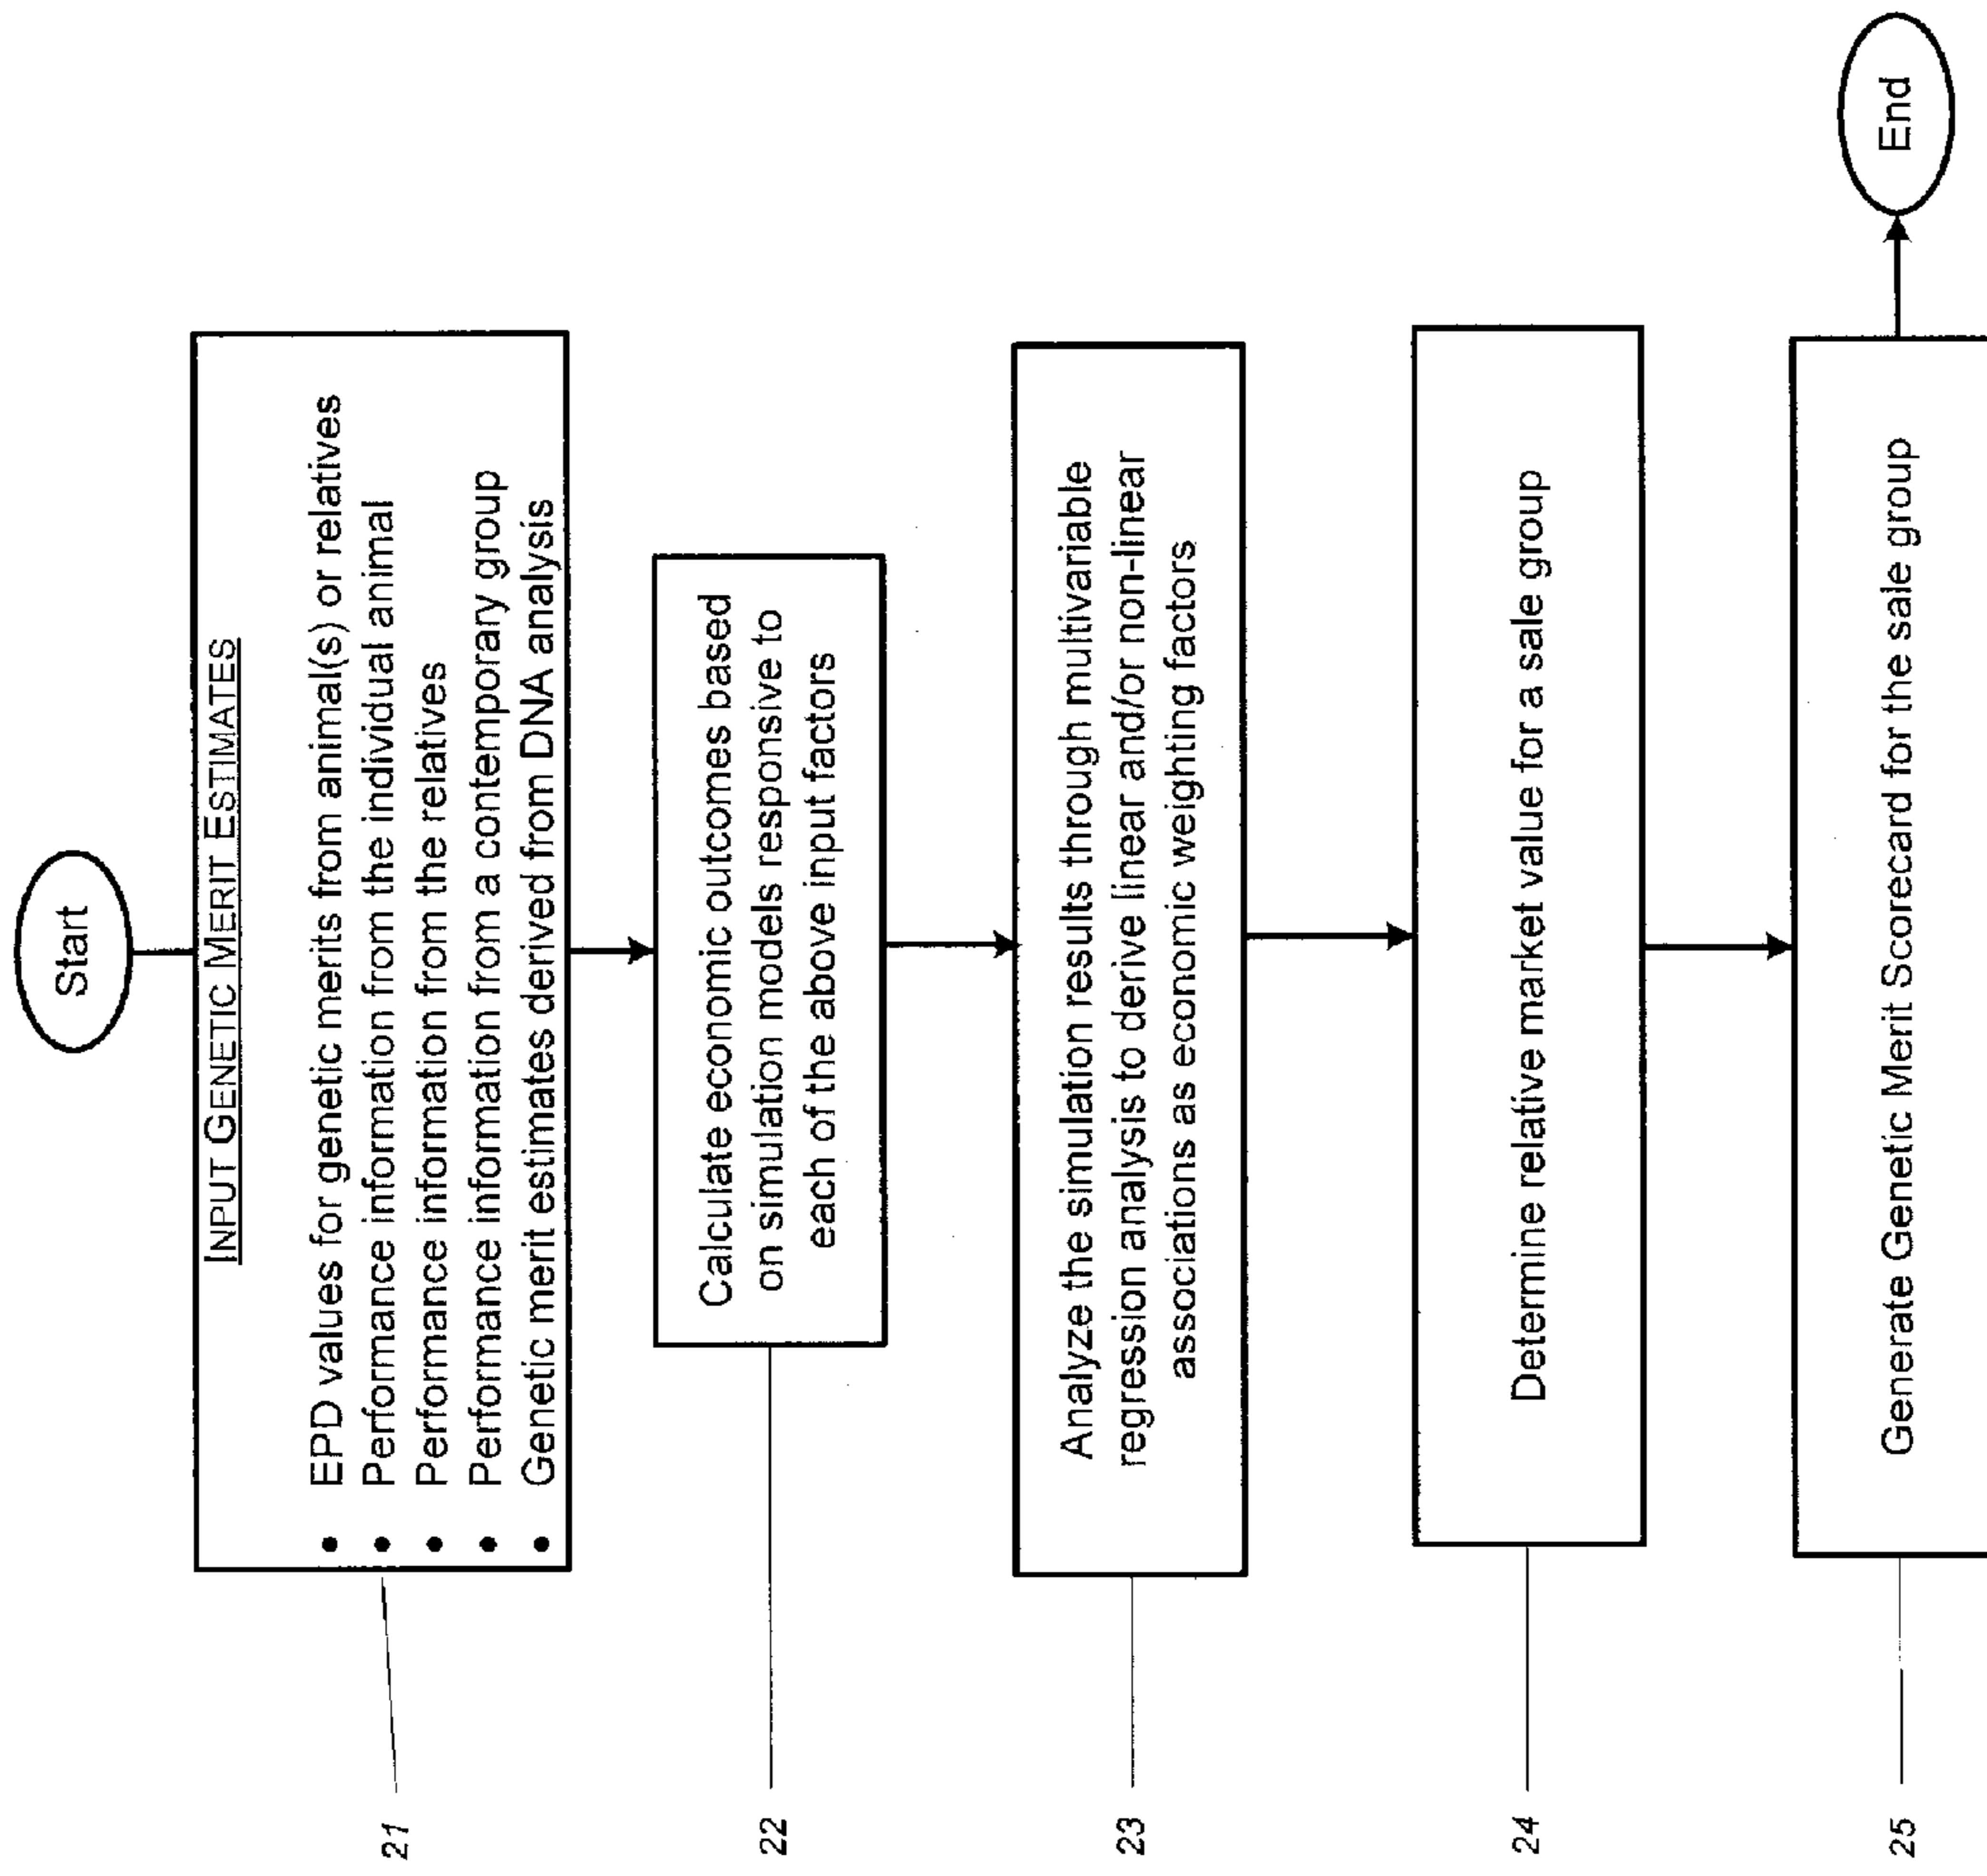 Start
INPUT GENETIC MERIT ESTIMATES
• EPD values for genetic merits from animal(s) or relatives
• Performance information from the individual animal
• Performance information from the relatives
• Performance information from a contemporary group
• Genetic merit estimates derived from DNA analysis
21
Calculate economic outcomes based
on simulation models responsive to
each of the above input factors
22
Analyze the simulation results through multivariable
regression analysis to derive linear and/or non-linear
associations as economic weighting factors
23
Determine relative market value for a sale group
24
Generate Genetic Merit Scorecard for the sale group
25
End